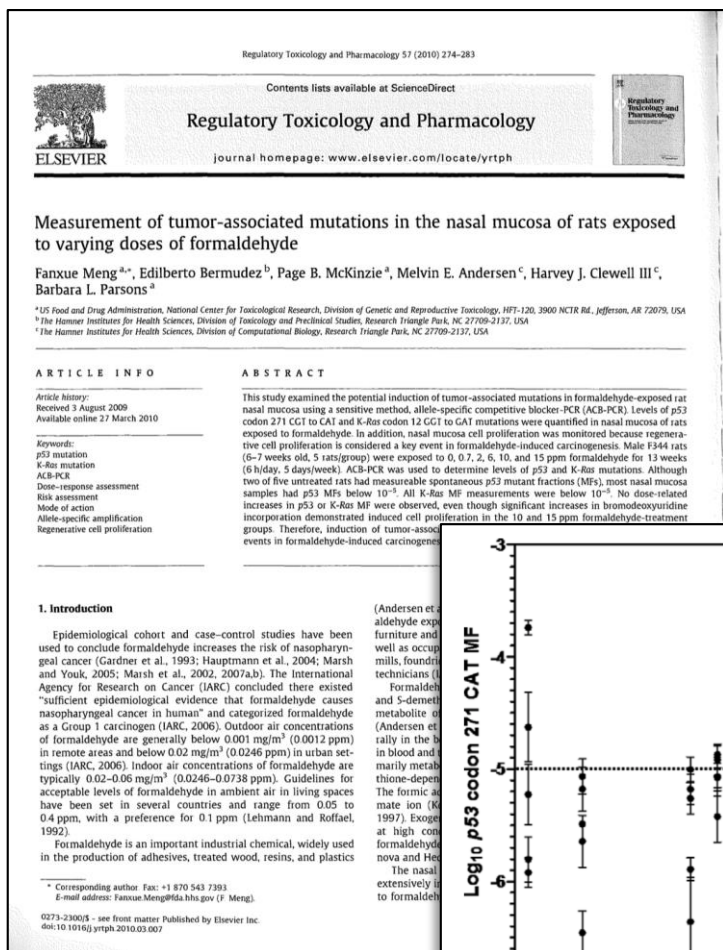 Regulatory Toxicology and Pharmacology 57 (2010) 274–283
Contents lists available at ScienceDirect
Regulatory Toxicology and Pharmacology
journal homepage: www.elsevier.com/locate/yrtph
ELSEVIER
Regulatory
Toxicology and
Pharmacology
Measurement of tumor-associated mutations in the nasal mucosa of rats exposed
to varying doses of formaldehyde
Fanxue Meng a,*, Edilberto Bermudez b, Page B. McKinzie a, Melvin E. Andersen c, Harvey J. Clewell III c,
Barbara L. Parsons a
a US Food and Drug Administration, National Center for Toxicological Research, Division of Genetic and Reproductive Toxicology, HFT-120, 3900 NCTR Rd., Jefferson, AR 72079, USA
b The Hamner Institutes for Health Sciences, Division of Toxicology and Preclinical Studies, Research Triangle Park, NC 27709-2137, USA
c The Hamner Institutes for Health Sciences, Division of Computational Biology, Research Triangle Park, NC 27709-2137, USA
ARTICLE INFO
Article history:
Received 3 August 2009
Available online 27 March 2010
Keywords:
p53 mutation
K-Ras mutation
ACB-PCR
Dose–response assessment
Risk assessment
Mode of action
Allele-specific amplification
Regenerative cell proliferation
ABSTRACT
This study examined the potential induction of tumor-associated mutations in formaldehyde-exposed rat
nasal mucosa using a sensitive method, allele-specific competitive blocker-PCR (ACB-PCR). Levels of p53
codon 271 CGT to CAT and K-Ras codon 12 GGT to GAT mutations were quantified in nasal mucosa of rats
exposed to formaldehyde. In addition, nasal mucosa cell proliferation was monitored because regenera-
tive cell proliferation is considered a key event in formaldehyde-induced carcinogenesis. Male F344 rats
(6–7 weeks old, 5 rats/group) were exposed to 0, 0.7, 2, 6, 10, and 15 ppm formaldehyde for 13 weeks
(6 h/day, 5 days/week). ACB-PCR was used to determine levels of p53 and K-Ras mutations. Although
two of five untreated rats had measureable spontaneous p53 mutant fractions (MFs), most nasal mucosa
samples had p53 MFs below 10⁻⁵. All K-Ras MF measurements were below 10⁻⁵. No dose-related
increases in p53 or K-Ras MF were observed, even though significant increases in bromodeoxyuridine
incorporation demonstrated induced cell proliferation in the 10 and 15 ppm formaldehyde-treatment
groups. Therefore, induction of tumor-assoc
events in formaldehyde-induced carcinogenes
1. Introduction
Epidemiological cohort and case–control studies have been
used to conclude formaldehyde increases the risk of nasopharyn-
geal cancer (Gardner et al., 1993; Hauptmann et al., 2004; Marsh
and Youk, 2005; Marsh et al., 2002, 2007a,b). The International
Agency for Research on Cancer (IARC) concluded there existed
"sufficient epidemiological evidence that formaldehyde causes
nasopharyngeal cancer in human" and categorized formaldehyde
as a Group 1 carcinogen (IARC, 2006). Outdoor air concentrations
of formaldehyde are generally below 0.001 mg/m³ (0.0012 ppm)
in remote areas and below 0.02 mg/m³ (0.0246 ppm) in urban set-
tings (IARC, 2006). Indoor air concentrations of formaldehyde are
typically 0.02–0.06 mg/m³ (0.0246–0.0738 ppm). Guidelines for
acceptable levels of formaldehyde in ambient air in living spaces
have been set in several countries and range from 0.05 to
0.4 ppm, with a preference for 0.1 ppm (Lehmann and Roffael,
1992).
Formaldehyde is an important industrial chemical, widely used
in the production of adhesives, treated wood, resins, and plastics
* Corresponding author. Fax: +1 870 543 7393
E-mail address: Fanxue.Meng@fda.hhs.gov (F Meng).
0273-2300/$ - see front matter Published by Elsevier Inc.
doi:10.1016/j.yrtph.2010.03.007
(Andersen et a
aldehyde exp
furniture and
well as occup
mills, foundri
technicians (I
Formaldeh
and S-demeth
metabolite of
(Andersen et
rally in the b
in blood and
marily metab
thione-depen
The formic ac
mate ion (K
1997). Exoge
at high conc
formaldehyde
nova and Hec
The nasal
extensively i
to formaldeh
Log10 p53 codon 271 CAT MF
-3
-4
-5
-6